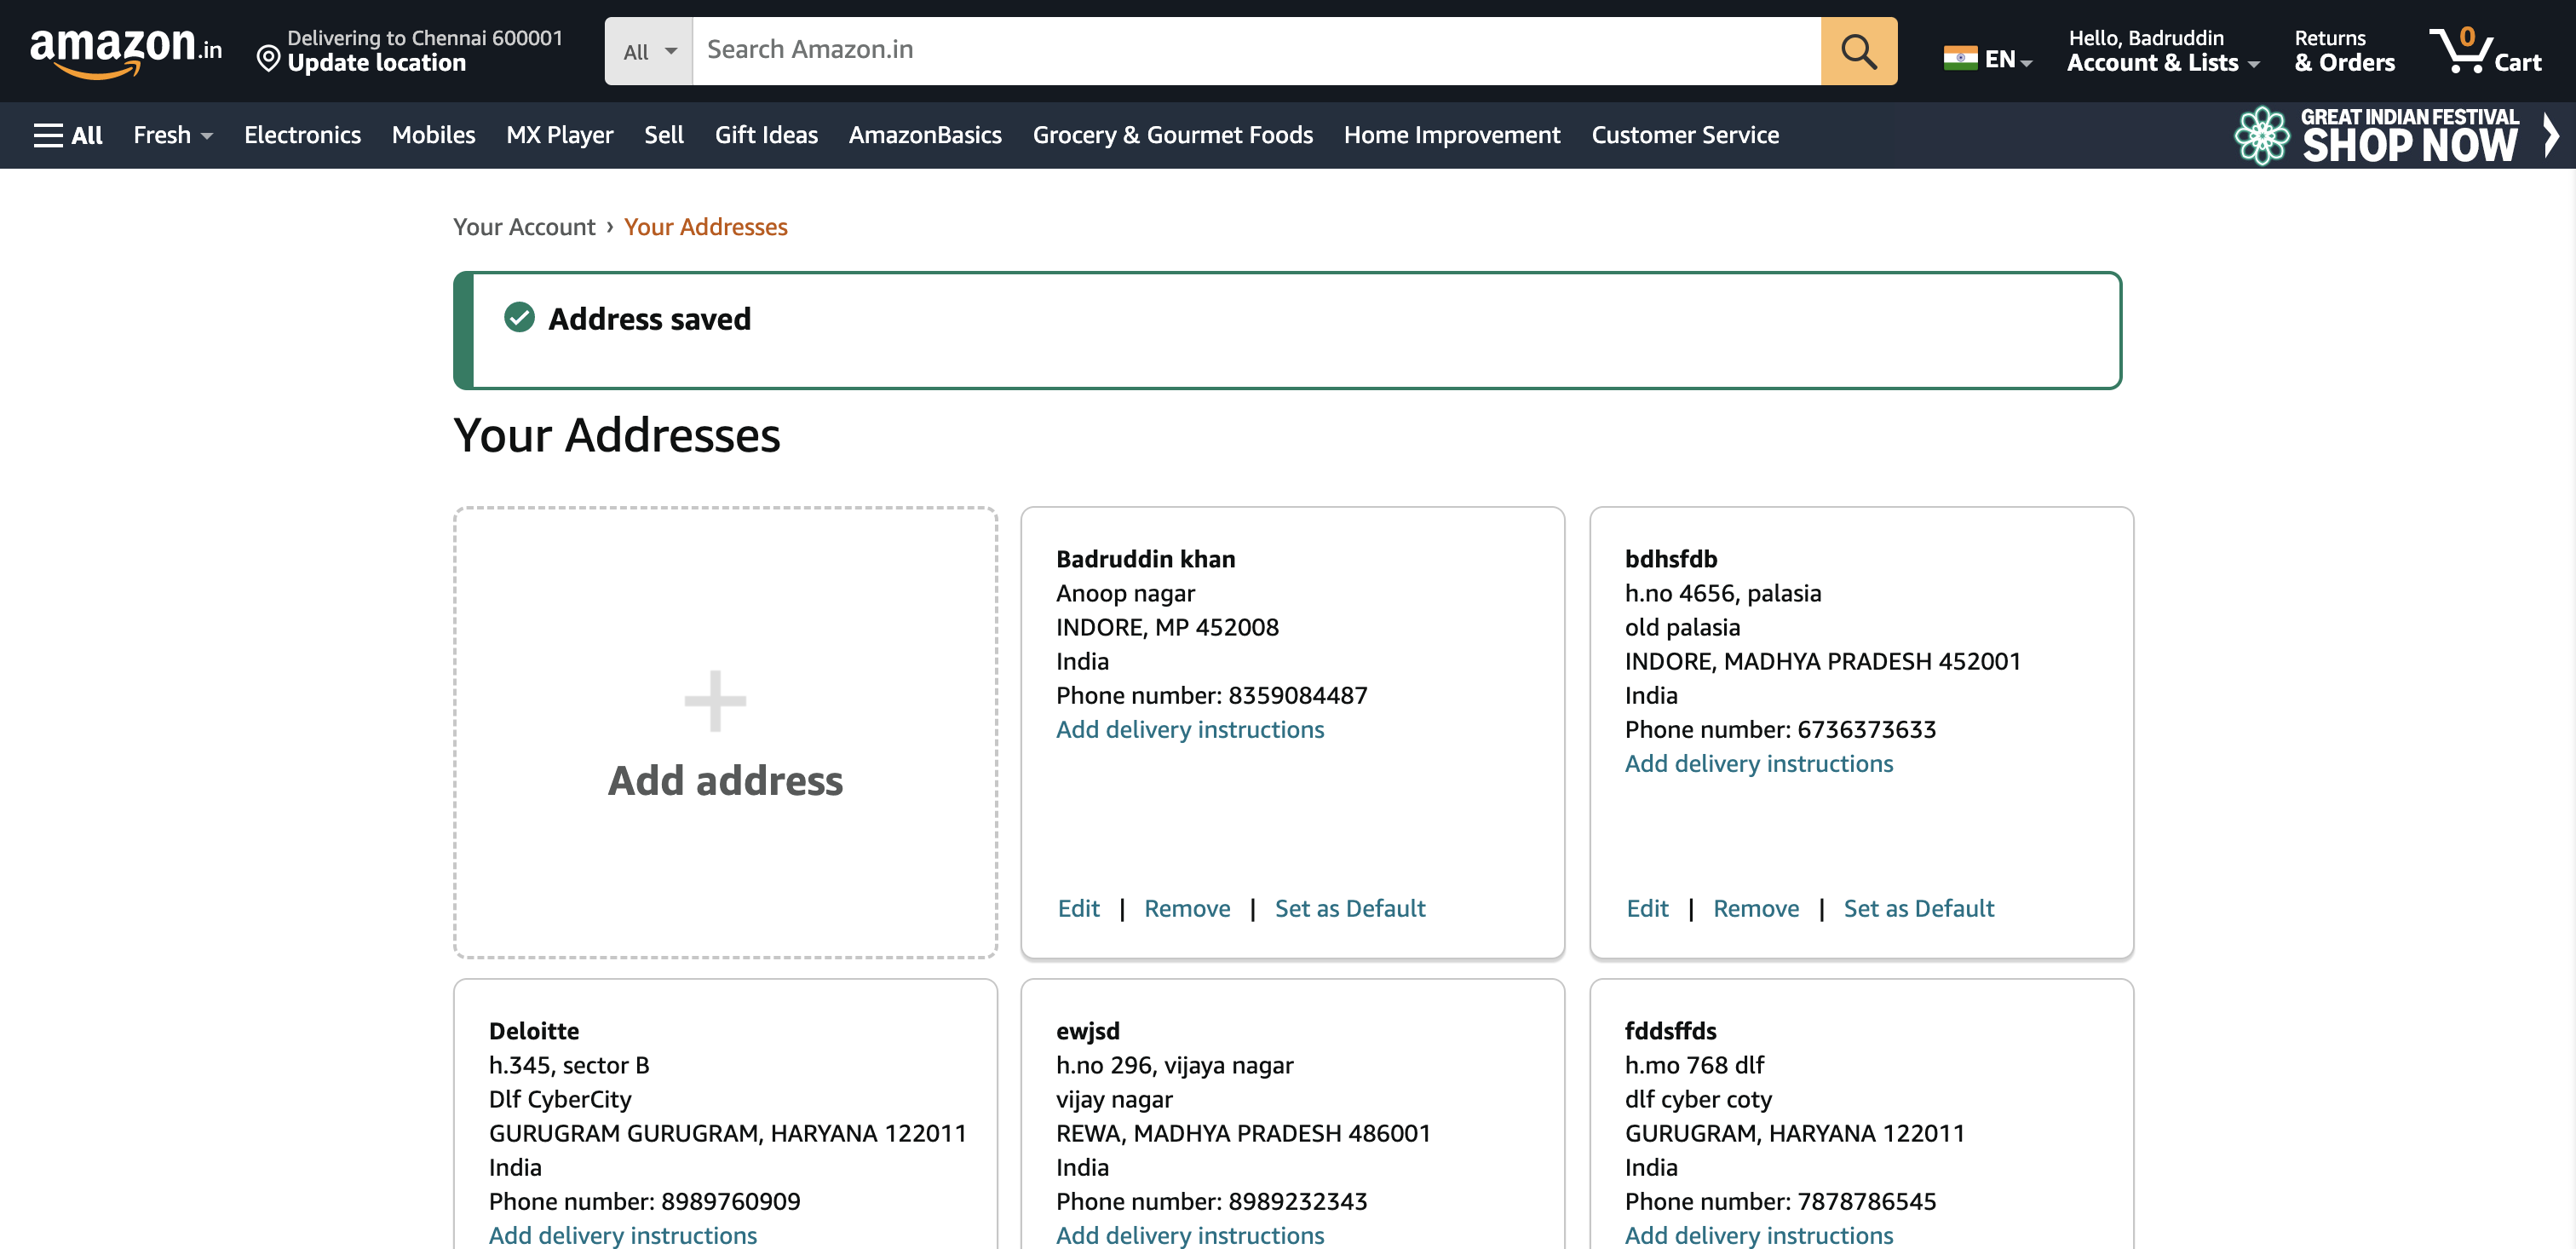 amazon.in
Delivering to Chennai 600001
Update location
All
Search Amazon.in
EN
Hello, Badruddin
Account & Lists
Returns
& Orders
0
Cart
All
Fresh
Electronics
Mobiles
MX Player
Sell
Gift Ideas
AmazonBasics
Grocery & Gourmet Foods
Home Improvement
Customer Service
GREAT INDIAN FESTIVAL
SHOP NOW
Your Account › Your Addresses
Address saved
Your Addresses
Add address
Badruddin khan
Anoop nagar
INDORE, MP 452008
India
Phone number: 8359084487
Add delivery instructions
Edit | Remove | Set as Default
bdhsfdb
h.no 4656, palasia
old palasia
INDORE, MADHYA PRADESH 452001
India
Phone number: 6736373633
Add delivery instructions
Edit | Remove | Set as Default
Deloitte
h.345, sector B
Dlf CyberCity
GURUGRAM GURUGRAM, HARYANA 122011
India
Phone number: 8989760909
Add delivery instructions
ewjsd
h.no 296, vijaya nagar
vijay nagar
REWA, MADHYA PRADESH 486001
India
Phone number: 8989232343
Add delivery instructions
fddsffds
h.mo 768 dlf
dlf cyber coty
GURUGRAM, HARYANA 122011
India
Phone number: 7878786545
Add delivery instructions